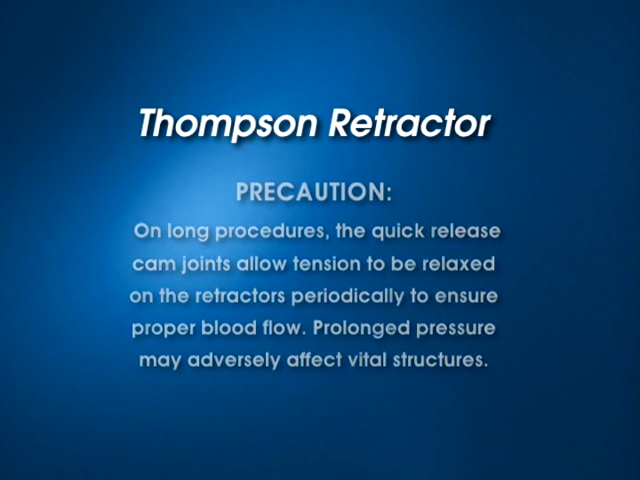 Thompson Retractor
PRECAUTION:
On long procedures, the quick release
cam joints allow tension to be relaxed
on the retractors periodically to ensure
proper blood flow. Prolonged pressure
may adversely affect vital structures.